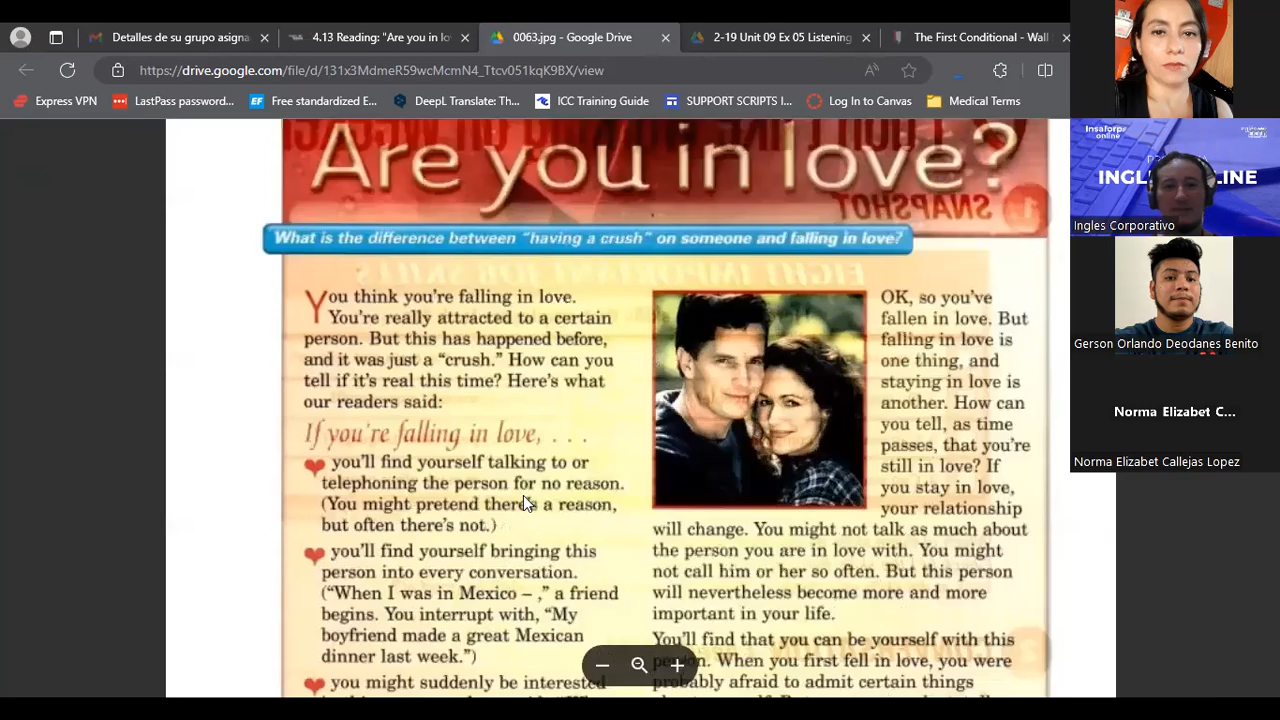 Detalles de su grupo asigna
4.13 Reading: "Are you in lo
0063.jpg - Google Drive
2-19 Unit 09 Ex 05 Listening
The First Conditional - Wall
https://drive.google.com/file/d/131x3MdmeR59wcMcmN4_Ttcv051kqK9BX/view
Express VPN
LastPass password...
Free standardized E...
DeepL Translate: Th...
ICC Training Guide
SUPPORT SCRIPTS I...
Log In to Canvas
Medical Terms
Are you in love?
SNAPSHOT
What is the difference between "having a crush" on someone and falling in love?
You think you're falling in love.
You're really attracted to a certain
person. But this has happened before,
and it was just a "crush." How can you
tell if it's real this time? Here's what
our readers said:
If you're falling in love, . . .
you'll find yourself talking to or
telephoning the person for no reason.
(You might pretend there's a reason,
but often there's not.)
you'll find yourself bringing this
person into every conversation.
("When I was in Mexico – ," a friend
begins. You interrupt with, "My
boyfriend made a great Mexican
dinner last week.")
you might suddenly be interested
OK, so you've
fallen in love. But
falling in love is
one thing, and
staying in love is
another. How can
you tell, as time
passes, that you're
still in love? If
you stay in love,
your relationship
will change. You might not talk as much about
the person you are in love with. You might
not call him or her so often. But this person
will nevertheless become more and more
important in your life.
You'll find that you can be yourself with this
person. When you first fell in love, you were
probably afraid to admit certain things
Insaforp
online
INGL
LINE
Ingles Corporativo
Gerson Orlando Deodanes Benito
Norma Elizabet C...
Norma Elizabet Callejas Lopez